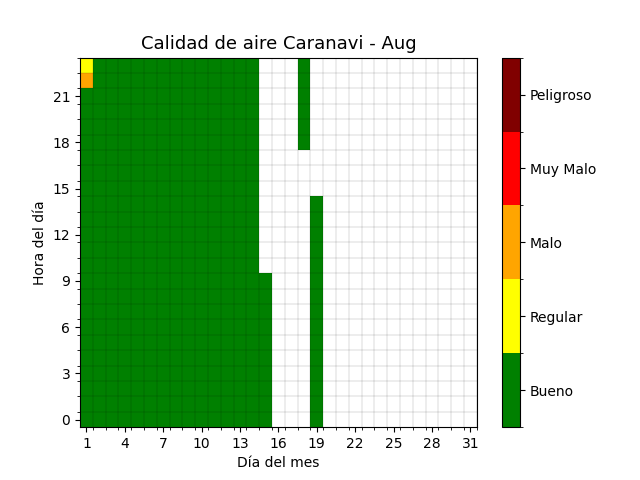 Calidad de aire Caranavi - Aug
Hora del día
21
18
15
12
9
6
3
0
1 4 7 10 13 16 19 22 25 28 31
Día del mes
Peligroso
Muy Malo
Malo
Regular
Bueno